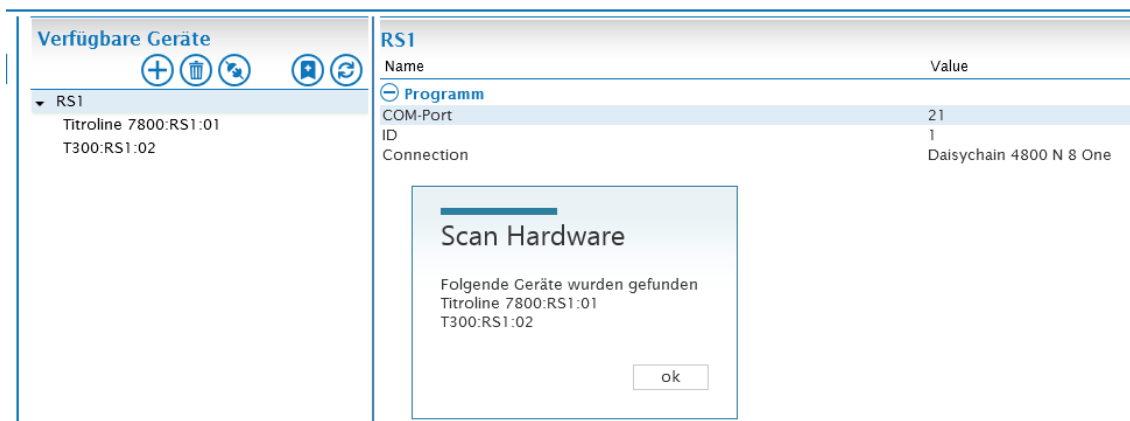 Verfügbare Geräte
RS1
Titroline 7800:RS1:01
T300:RS1:02
RS1
Name Value
Programm
COM-Port 21
ID 1
Connection Daisychain 4800 N 8 One
Scan Hardware
Folgende Geräte wurden gefunden
Titroline 7800:RS1:01
T300:RS1:02
ok